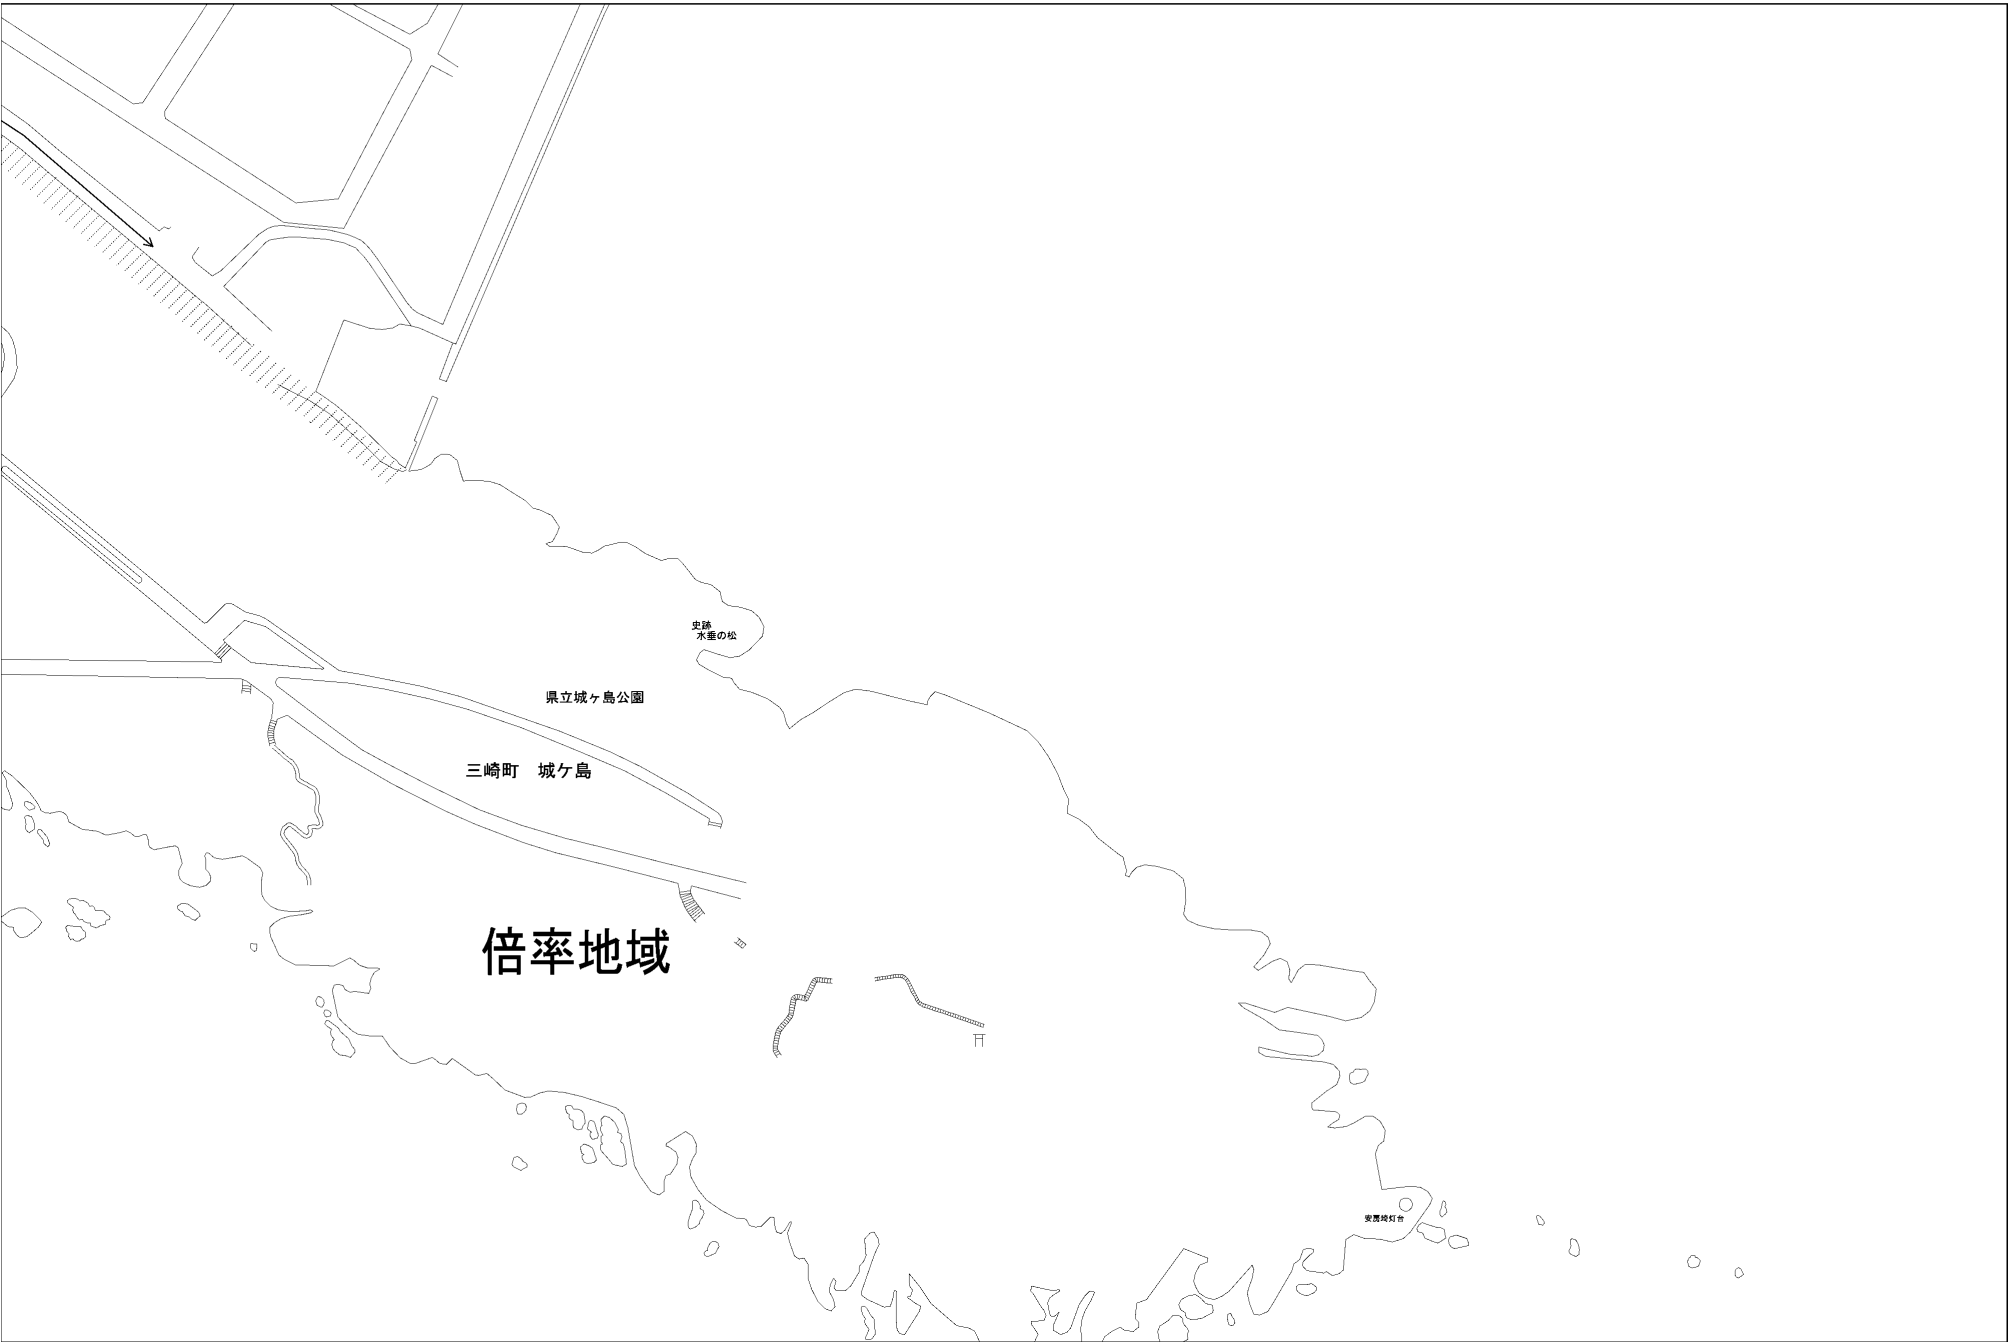 史跡
水垂の松
県立城ヶ島公園
三崎町　城ケ島
倍率地域
安房埼灯台